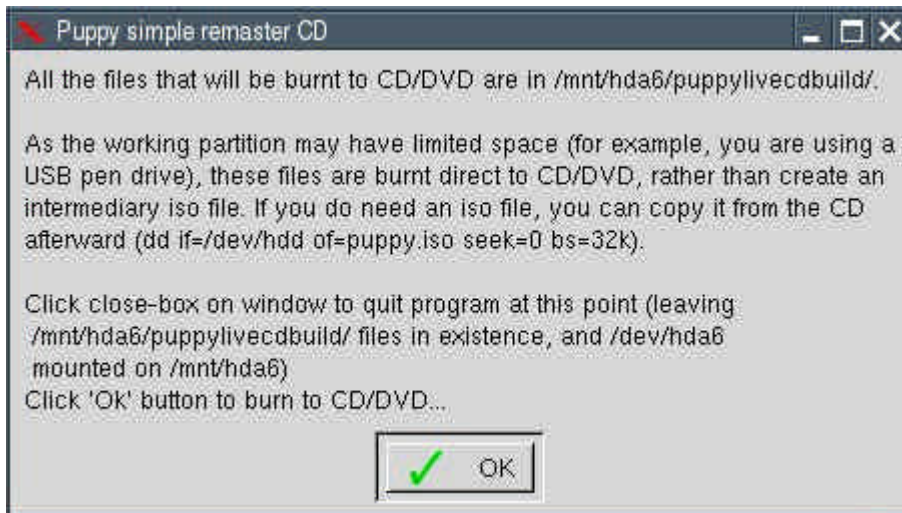 Puppy simple remaster CD
All the files that will be burnt to CD/DVD are in /mnt/hda6/puppylivecdbuild/.
As the working partition may have limited space (for example, you are using a
USB pen drive), these files are burnt direct to CD/DVD, rather than create an
intermediary iso file. If you do need an iso file, you can copy it from the CD
afterward (dd if=/dev/hdd of=puppy.iso seek=0 bs=32k).
Click close-box on window to quit program at this point (leaving
/mnt/hda6/puppylivecdbuild/ files in existence, and /dev/hda6
mounted on /mnt/hda6)
Click 'Ok' button to burn to CD/DVD...
OK